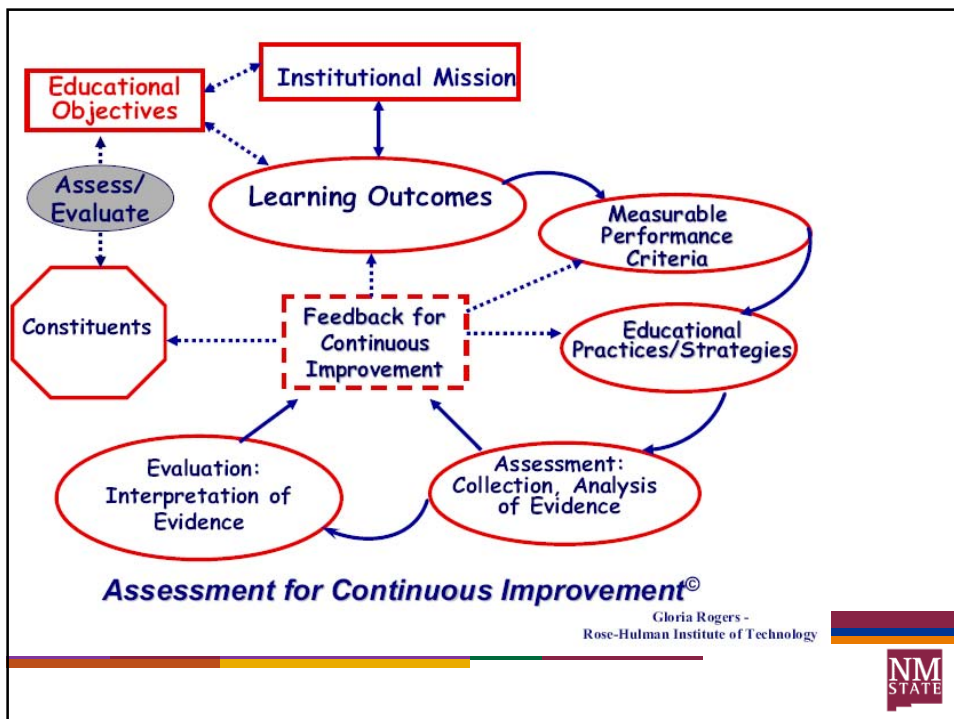 Educational
Objectives
Institutional Mission
Assess/
Evaluate
Learning Outcomes
Measurable
Performance
Criteria
Constituents
Feedback for
Continuous
Improvement
Educational
Practices/Strategies
Evaluation:
Interpretation of
Evidence
Assessment:
Collection, Analysis
of Evidence
Assessment for Continuous Improvement©
Gloria Rogers -
Rose-Hulman Institute of Technology
NM
STATE